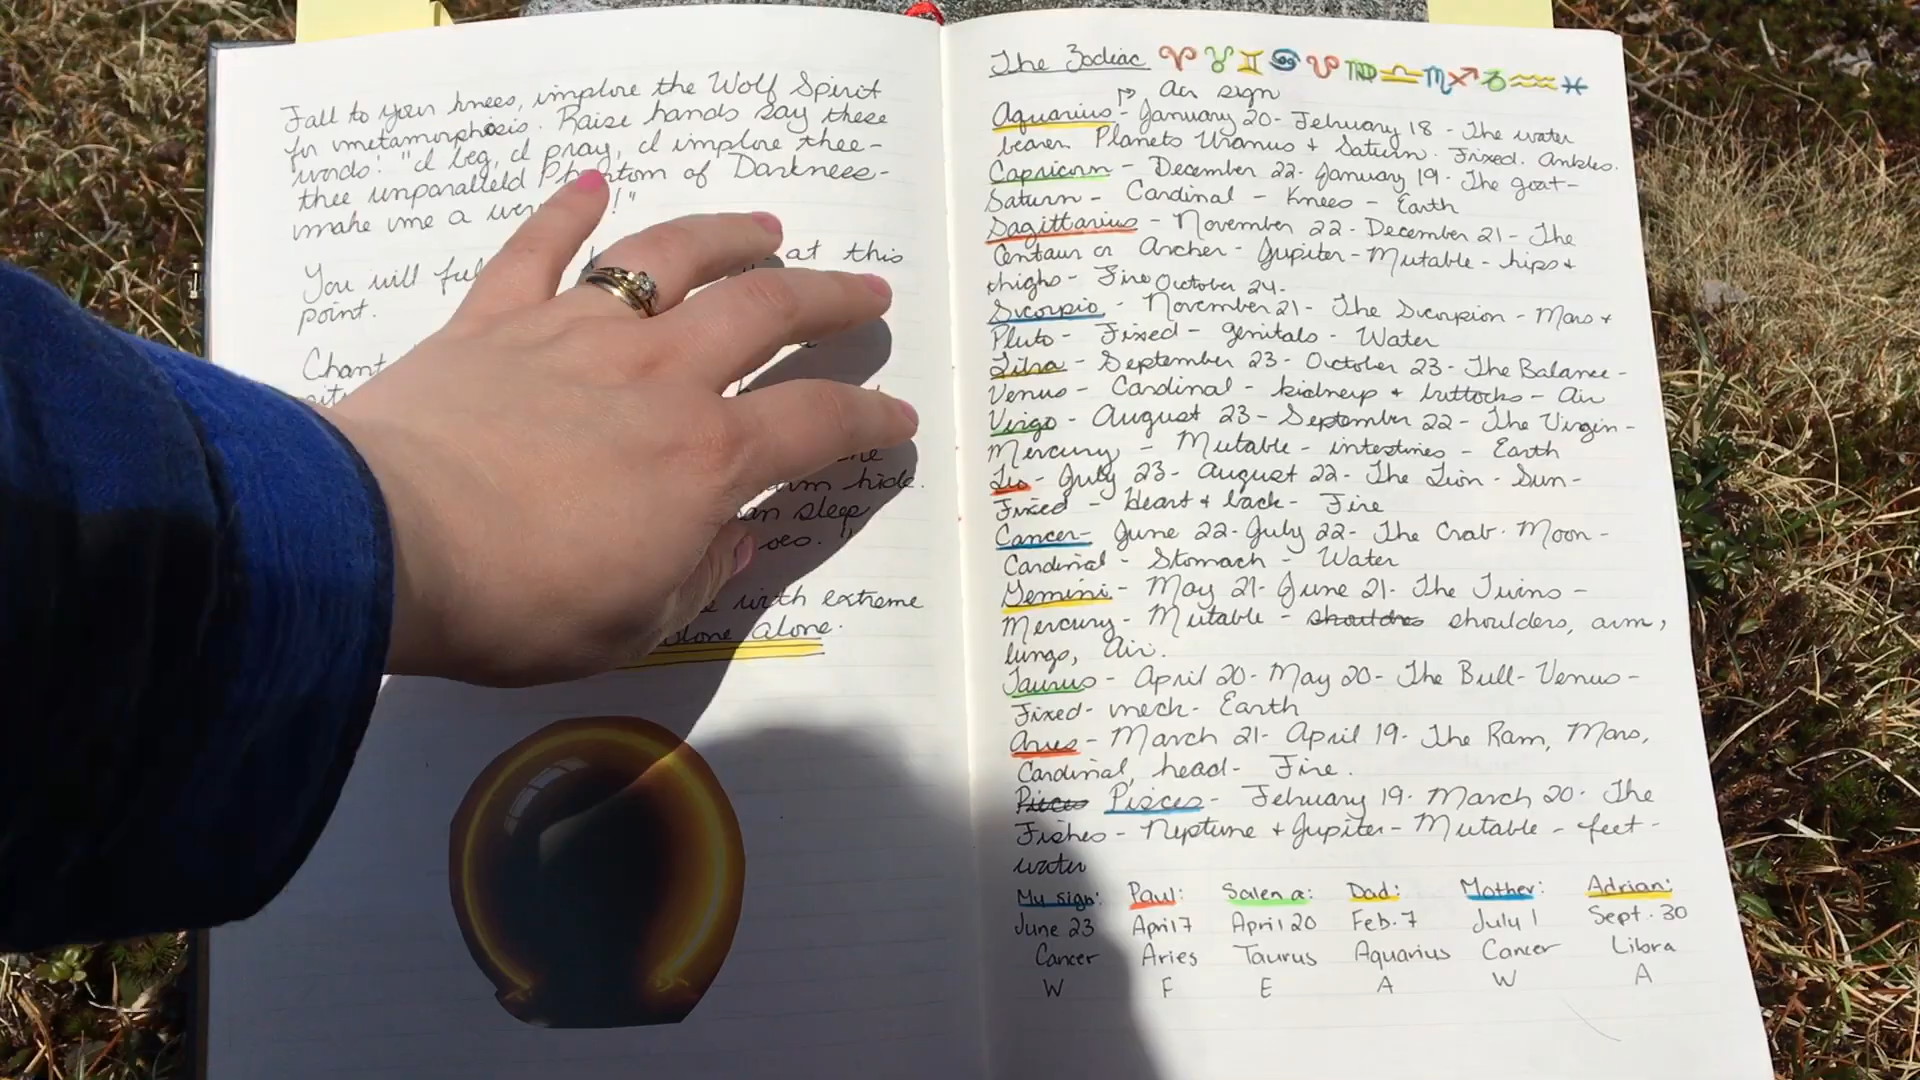 Fall to your knees, implore the Wolf Spirit
for metamorphosis. Raise hands say these
words: "I beg, I pray, I implore thee-
thee unparalleld Phantom of Darkness-
make me a !"
You will at this
point.
Chant
hide.
sleep
with extreme
alone.
The Zodiac ♈ ♉ ♊ ♋ ♌ ♍ ♎ ♏ ♐ ♑ ♒ ♓
Air sign
Aquarius - January 20 - February 18 - The water
bearer. Planets Uranus + Saturn. Fixed. Ankles.
Capricorn - December 22 - January 19 - The goat -
Saturn - Cardinal - Knees - Earth
Sagittarius - November 22 - December 21 - The
Centaur or Archer - Jupiter - Mutable - hips +
thighs - Fire
October 24 -
Scorpio - November 21 - The Scorpion - Mars +
Pluto - Fixed - genitals - Water
Libra - September 23 - October 23 - The Balance -
Venus - Cardinal - kidneys + buttocks - Air
Virgo - August 23 - September 22 - The Virgin -
Mercury - Mutable - intestines - Earth
Leo - July 23 - August 22 - The Lion - Sun -
Fixed - Heart + back - Fire
Cancer - June 22 - July 22 - The Crab - Moon -
Cardinal - Stomach - Water
Gemini - May 21 - June 21 - The Twins -
Mercury - Mutable - shoulders, arm,
lungs, Air.
Taurus - April 20 - May 20 - The Bull - Venus -
Fixed - neck - Earth
Aries - March 21 - April 19 - The Ram, Mars,
Cardinal, head - Fire.
Pieces Pisces - February 19 - March 20 - The
Fishes - Neptune + Jupiter - Mutable - feet -
water
My sign: Paul: Salena: Dad: Mother: Adrian:
June 23 April 7 April 20 Feb. 7 July 1 Sept. 30
Cancer Aries Taurus Aquarius Cancer Libra
W F E A W A